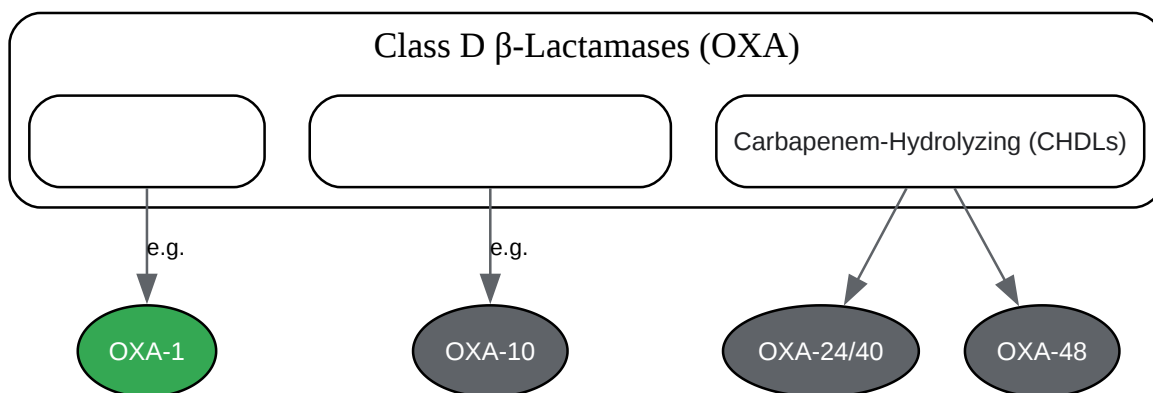 Class D β-Lactamases (OXA)
Carbapenem-Hydrolyzing (CHDLs)
e.g.
e.g.
OXA-1
OXA-10
OXA-24/40
OXA-48